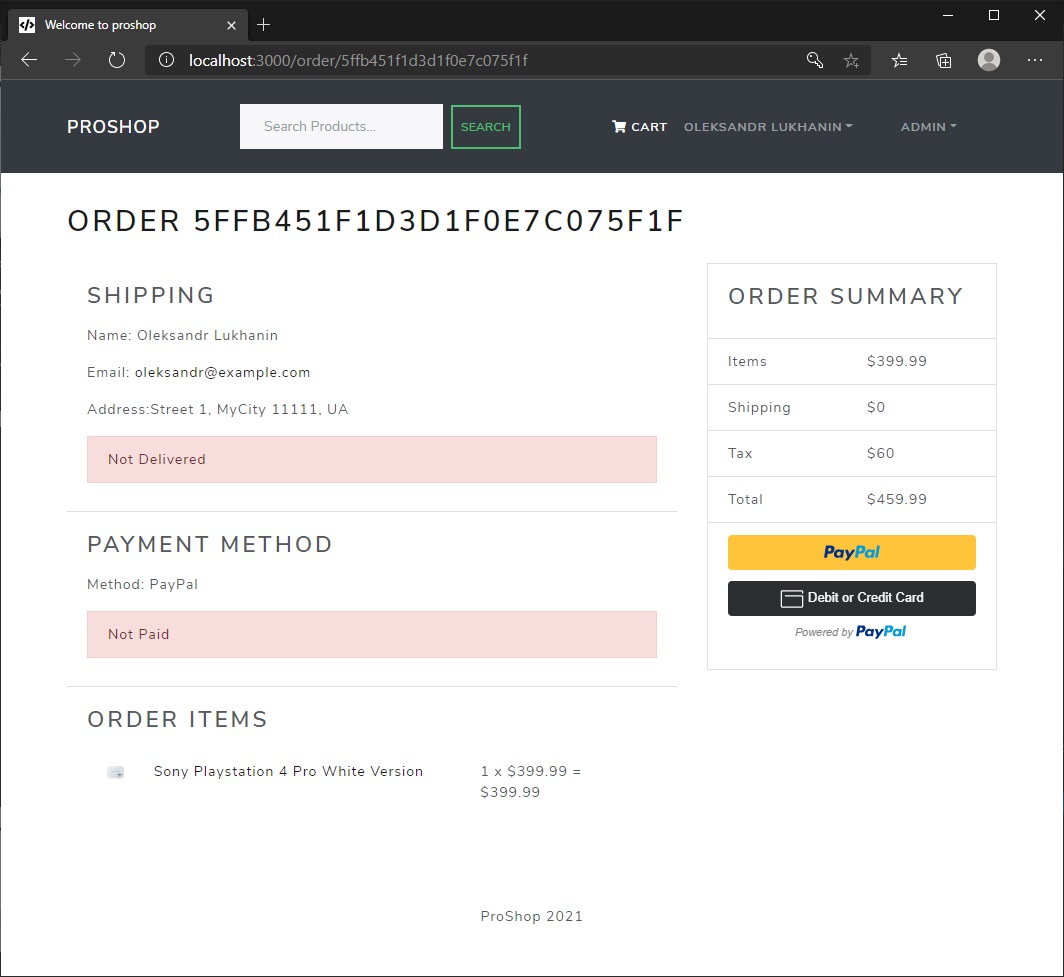 Welcome to proshop
localhost:3000/order/5ffb451f1d3d1f0e7c075f1f
PROSHOP
Search Products...
SEARCH
CART
OLEKSANDR LUKHANIN
ADMIN
ORDER 5FFB451F1D3D1F0E7C075F1F
SHIPPING
Name: Oleksandr Lukhanin
Email: oleksandr@example.com
Address:Street 1, MyCity 11111, UA
Not Delivered
PAYMENT METHOD
Method: PayPal
Not Paid
ORDER ITEMS
Sony Playstation 4 Pro White Version
1 x $399.99 =
$399.99
ORDER SUMMARY
Items $399.99
Shipping $0
Tax $60
Total $459.99
PayPal
Debit or Credit Card
Powered by PayPal
ProShop 2021